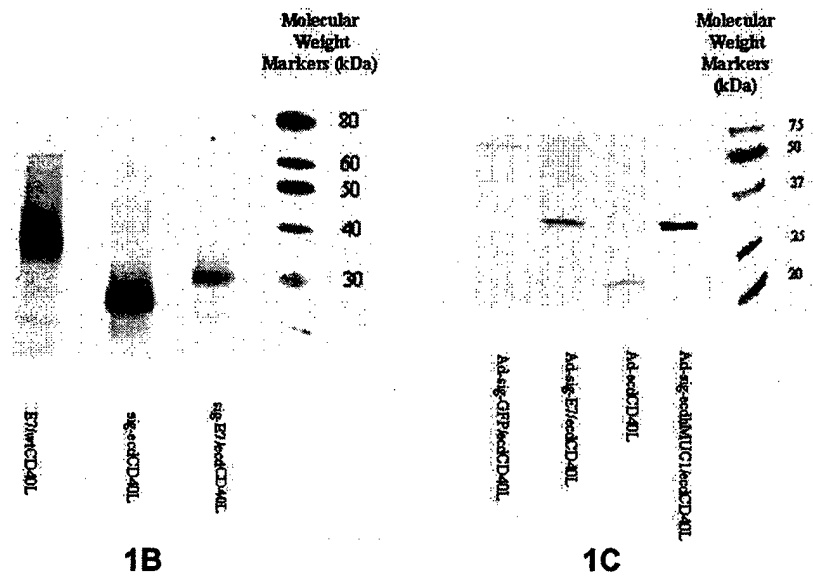 Molecular
Weight
Markers (kDa)
80
60
50
40
30
E7/wtCD40L
sig-ecdCD40L
sig-E7/ecdCD40L
1B
Molecular
Weight
Markers
(kDa)
75
50
37
25
20
Ad-sig-GFP/ecdCD40L
Ad-sig-E7/ecdCD40L
Ad-ecdCD40L
Ad-sig-ecdhMUC1/ecdCD40L
1C